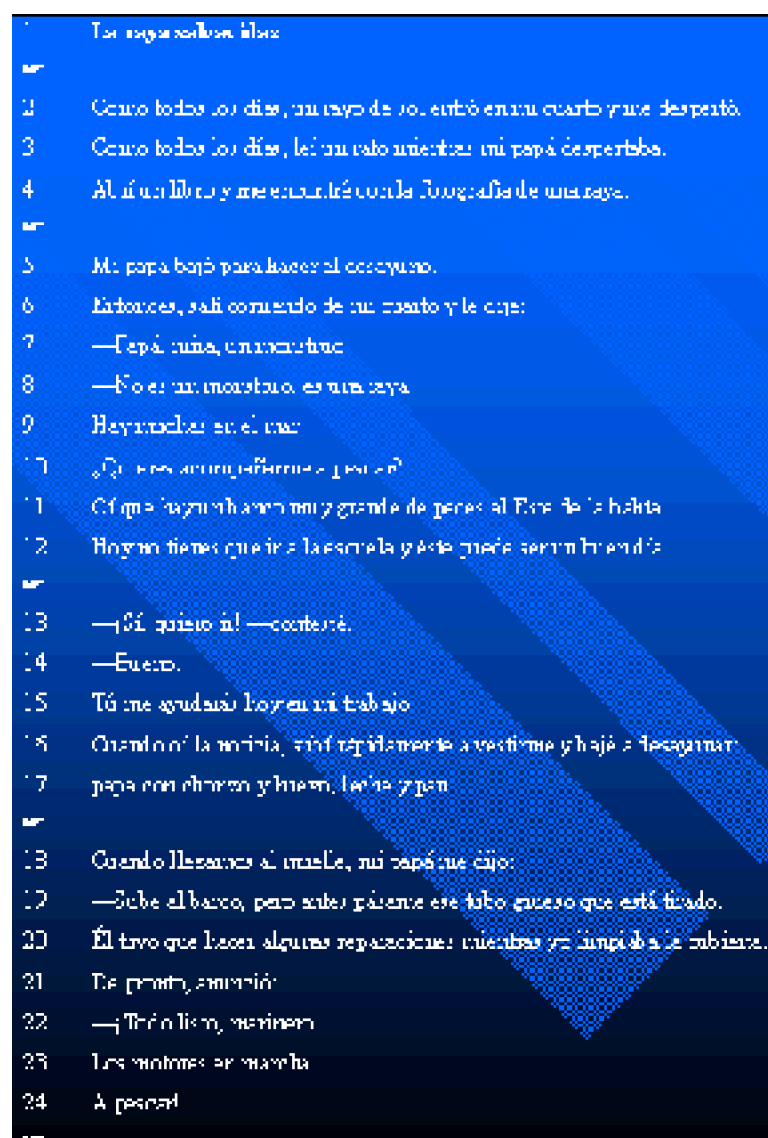 1 La raya
☛
2 Como todos los días, un rayo de sol entró en mi cuarto y me despertó.
3 Como todos los días, leí un rato mientras mi papá despertaba.
4 Abrí un libro y me encontré con la fotografía de una raya.
☛
5 Mi papá bajó para hacer el desayuno.
6 Entonces, salí corriendo de mi cuarto y le dije:
7 —Papá, mira, un monstruo
8 —No es un monstruo, es una raya
9 Hay muchas en el mar
10 ¿Quieres acompañarme a pescar?
11 Oí que hay un banco muy grande de peces al Este de la bahía
12 Hoy no tienes que ir a la escuela y éste puede ser un buen día
☛
13 —¡Sí, quiero ir! —contesté.
14 —Bueno.
15 Tú me ayudarás hoy en mi trabajo
16 Cuando oí la noticia, subí rápidamente a vestirme y bajé a desayunar:
17 papa con chorizo y huevo, leche y pan
☛
18 Cuando llegamos al muelle, mi papá me dijo:
19 —Sube al barco, pero antes pásame ese tubo grueso que está tirado.
20 Él tuvo que hacer algunas reparaciones mientras yo limpiaba la cubierta.
21 De pronto, anunció:
22 —¡Todo listo, marinero
23 Los motores en marcha
24 A pescar!